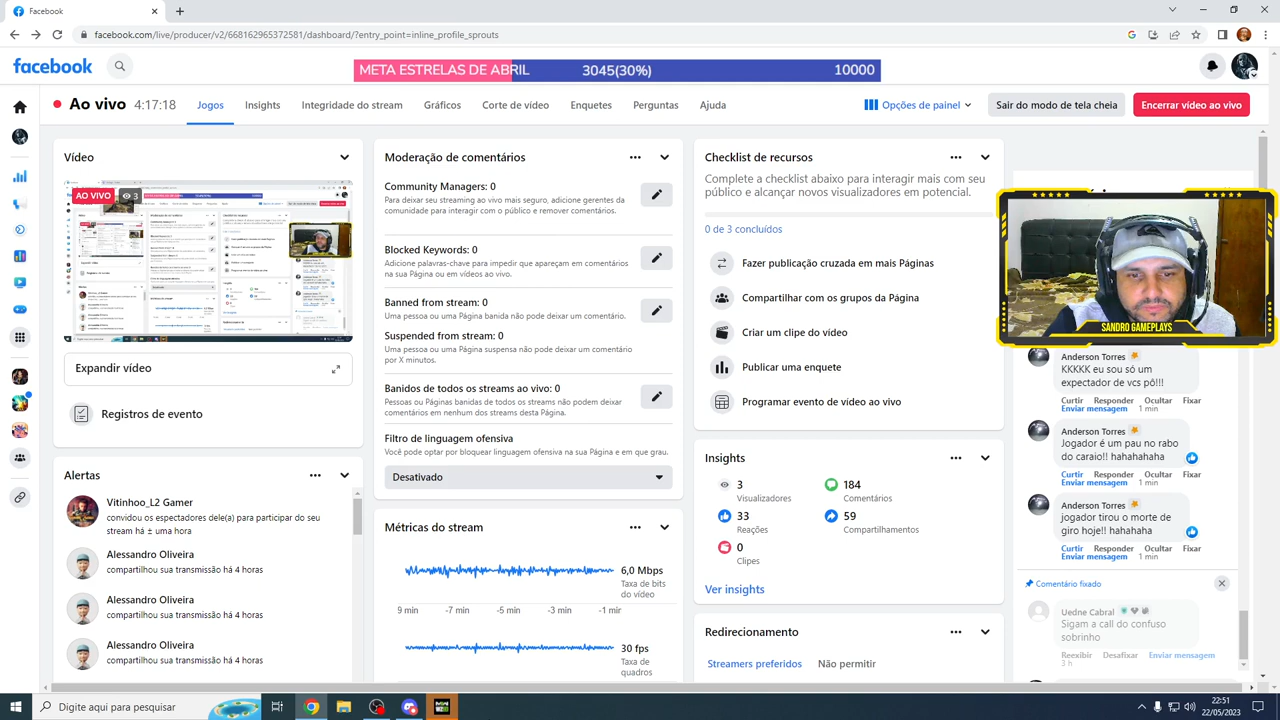 Facebook
facebook.com/live/producer/v2/668162965372581/dashboard/?entry_point=inline_profile_sprouts
facebook
META ESTRELAS DE ABRIL 3045(30%) 10000
Ao vivo 4:17:18
Jogos Insights Integridade do stream Gráficos Corte de vídeo Enquetes Perguntas Ajuda
Opções de painel Sair do modo de tela cheia Encerrar vídeo ao vivo
Vídeo
AO VIVO 3
Expandir vídeo
Registros de evento
Alertas
Vitinhoo_L2 Gamer
convidou os espectadores dele(a) para participar do seu
stream há ± uma hora
Alessandro Oliveira
compartilhou sua transmissão há 4 horas
Alessandro Oliveira
compartilhou sua transmissão há 4 horas
Alessandro Oliveira
compartilhou sua transmissão há 4 horas
Moderação de comentários
Community Managers: 0
Para deixar seu streaming ao vivo mais seguro, adicione gerentes da
comunidade para interagir com o público e remover comentários.
Blocked Keywords: 0
Adicione palavras-chave para impedir que apareçam em comentários
na sua Página ou em vídeos ao vivo.
Banned from stream: 0
Uma pessoa ou uma Página banida não pode deixar um comentário.
Suspended from stream: 0
Uma pessoa ou uma Página suspensa não pode deixar um comentário
por X minutos.
Banidos de todos os streams ao vivo: 0
Pessoas ou Páginas banidas de todos os streams não podem deixar
comentários em nenhum dos streams desta Página.
Filtro de linguagem ofensiva
Você pode optar por bloquear linguagem ofensiva na sua Página e em que grau.
Desativado
Métricas do stream
6,0 Mbps
Taxa de bits
do vídeo
9 min -7 min -5 min -3 min -1 mir
30 fps
Taxa de
quadros
Checklist de recursos
Complete a checklist abaixo para interagir mais com seu
público e alcançar novos
0 de 3 concluídos
Compartilhar com os grupos da Página
Criar um clipe do vídeo
Publicar uma enquete
Programar evento de vídeo ao vivo
Insights
3
Visualizadores
184
Comentários
33
Reações
59
Compartilhamentos
0
Clipes
Ver insights
Redirecionamento
Streamers preferidos Não permitir
SANDRO GAMEPLAYS
Anderson Torres
KKKKK eu sou só um
expectador de vcs pô!!!
Curtir Responder Ocultar Fixar
Enviar mensagem 1 min
Anderson Torres
Jogador é um pau no rabo
do caraio!! hahahahaha
Curtir Responder Ocultar Fixar
Enviar mensagem 1 min
Anderson Torres
jogador tirou o morte de
giro hoje!! hahahaha
Curtir Responder Ocultar Fixar
Enviar mensagem 1 min
Comentário fixado
Uedne Cabral
Sigam a call do confuso
sobrinho
Reexibir Desafixar Enviar mensagem
3 h
Digite aqui para pesquisar
22:51
22/05/2023